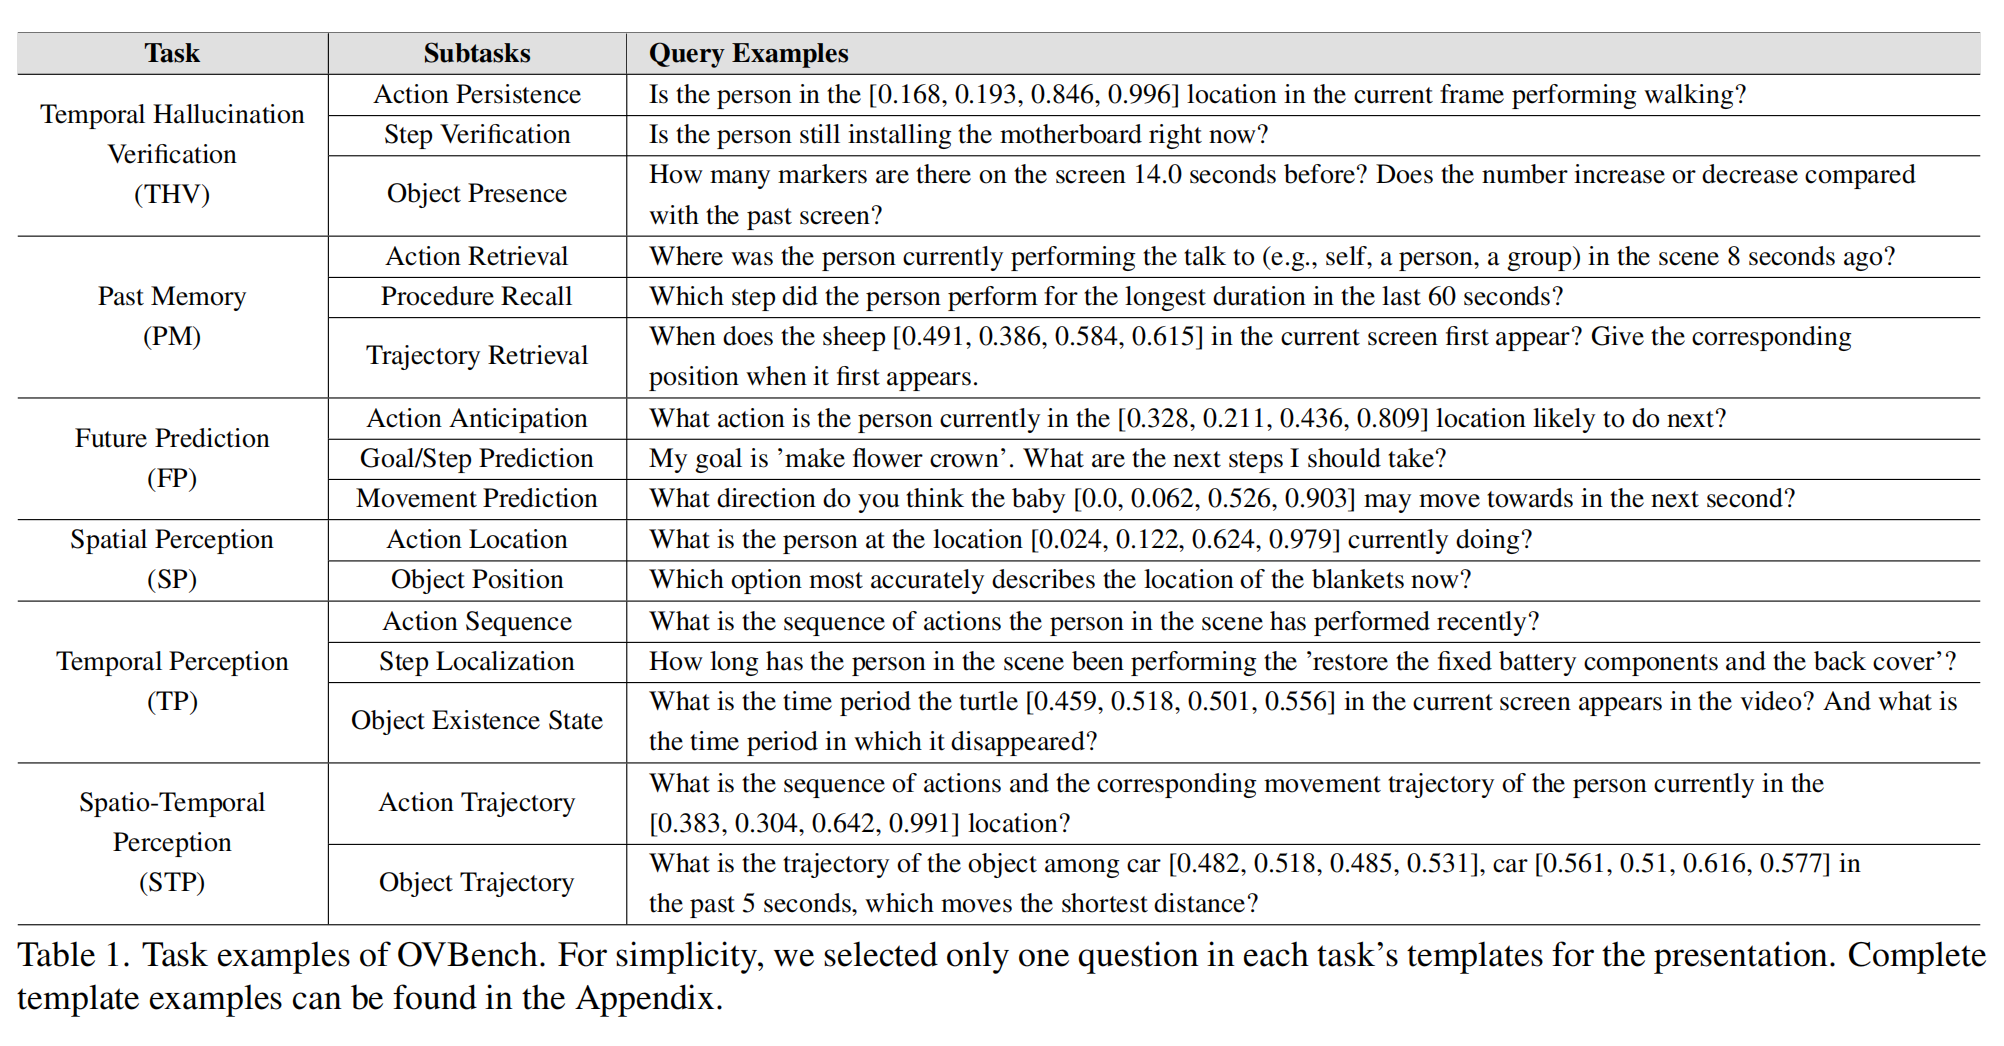 Task Subtasks Query Examples
Temporal Hallucination
Verification
(THV)
Action Persistence Is the person in the [0.168, 0.193, 0.846, 0.996] location in the current frame performing walking?
Step Verification Is the person still installing the motherboard right now?
Object Presence How many markers are there on the screen 14.0 seconds before? Does the number increase or decrease compared
with the past screen?
Past Memory
(PM)
Action Retrieval Where was the person currently performing the talk to (e.g., self, a person, a group) in the scene 8 seconds ago?
Procedure Recall Which step did the person perform for the longest duration in the last 60 seconds?
Trajectory Retrieval When does the sheep [0.491, 0.386, 0.584, 0.615] in the current screen first appear? Give the corresponding
position when it first appears.
Future Prediction
(FP)
Action Anticipation What action is the person currently in the [0.328, 0.211, 0.436, 0.809] location likely to do next?
Goal/Step Prediction My goal is ’make flower crown’. What are the next steps I should take?
Movement Prediction What direction do you think the baby [0.0, 0.062, 0.526, 0.903] may move towards in the next second?
Spatial Perception
(SP)
Action Location What is the person at the location [0.024, 0.122, 0.624, 0.979] currently doing?
Object Position Which option most accurately describes the location of the blankets now?
Temporal Perception
(TP)
Action Sequence What is the sequence of actions the person in the scene has performed recently?
Step Localization How long has the person in the scene been performing the ’restore the fixed battery components and the back cover’?
Object Existence State What is the time period the turtle [0.459, 0.518, 0.501, 0.556] in the current screen appears in the video? And what is
the time period in which it disappeared?
Spatio-Temporal
Perception
(STP)
Action Trajectory What is the sequence of actions and the corresponding movement trajectory of the person currently in the
[0.383, 0.304, 0.642, 0.991] location?
Object Trajectory What is the trajectory of the object among car [0.482, 0.518, 0.485, 0.531], car [0.561, 0.51, 0.616, 0.577] in
the past 5 seconds, which moves the shortest distance?
Table 1. Task examples of OVBench. For simplicity, we selected only one question in each task’s templates for the presentation. Complete
template examples can be found in the Appendix.